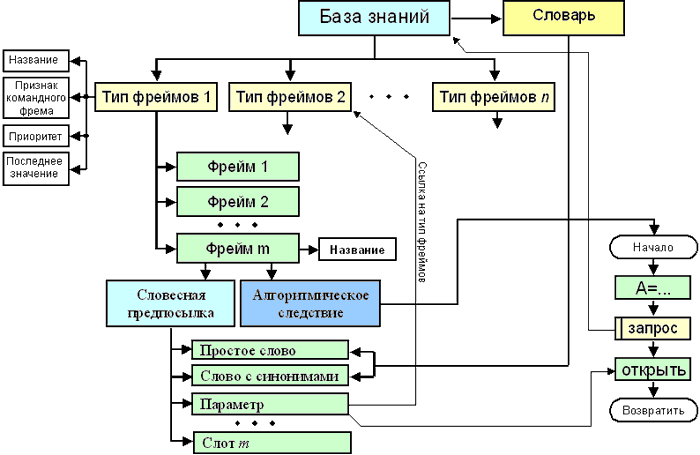 База знаний
Словарь
Название
Признак
командного
фрема
Приоритет
Последнее
значение
Тип фреймов 1
Тип фреймов 2
• • •
Тип фреймов n
Ссылка на тип фреймов
Фрейм 1
Фрейм 2
• • •
Фрейм m
Название
Словесная
предпосылка
Алгоритмическое
следствие
Простое слово
Слово с синонимами
Параметр
• • •
Слот m
Начало
А=...
запрос
открыть
Возвратить